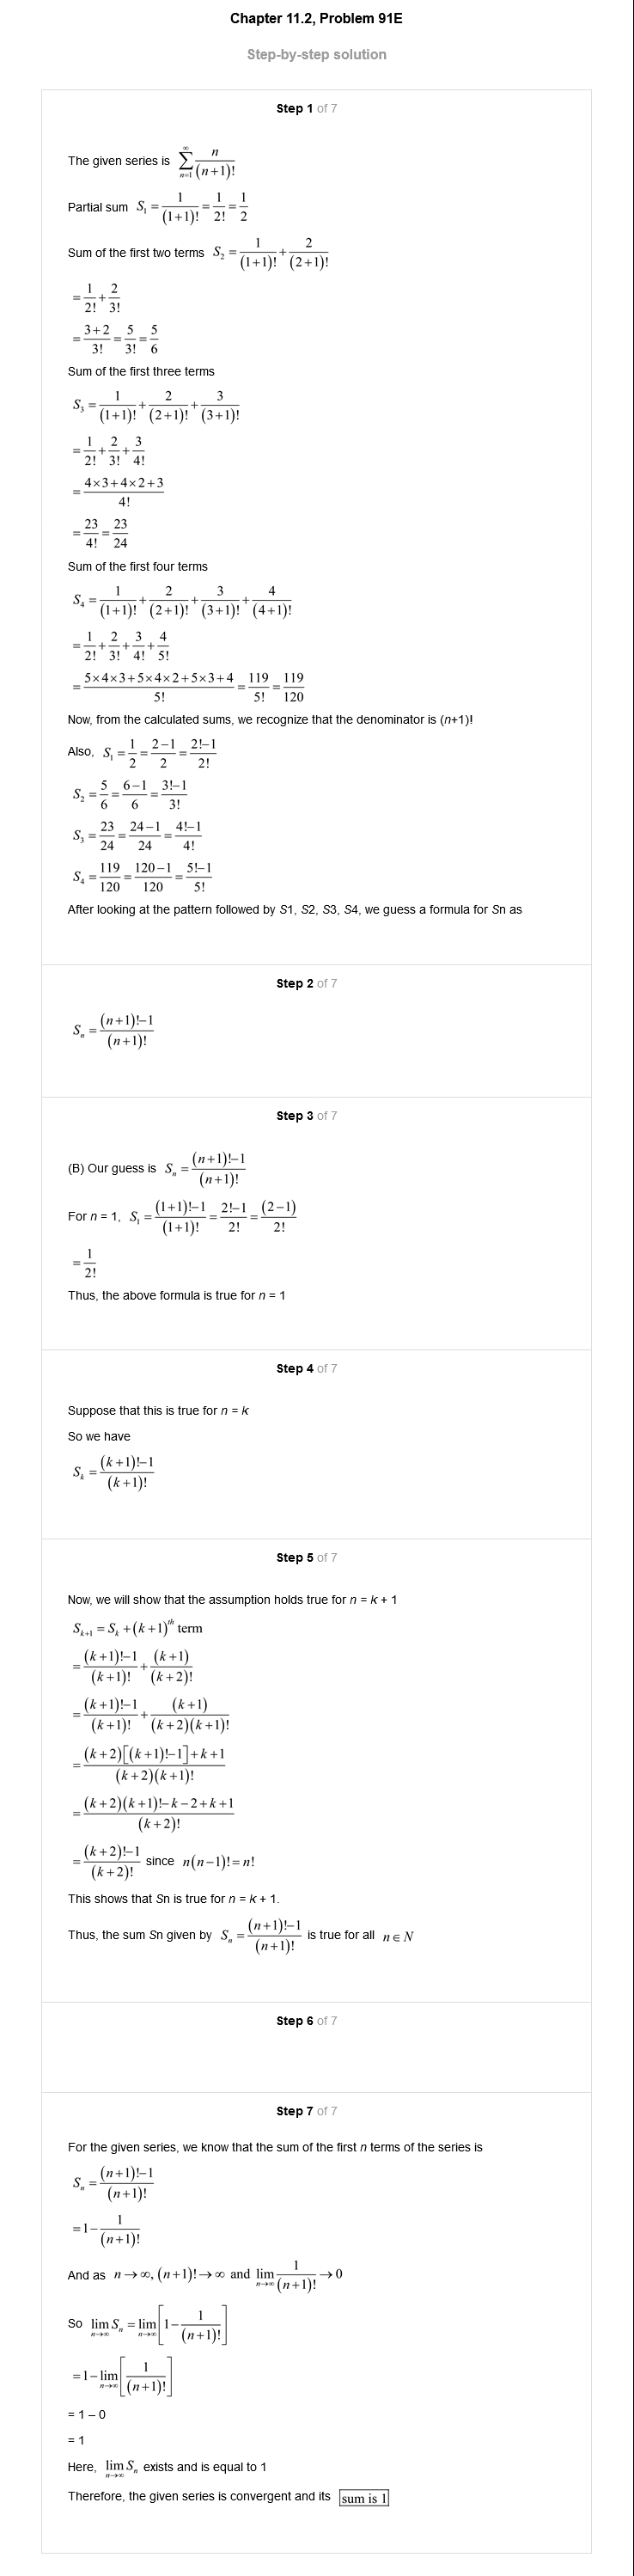 Chapter 11.2, Problem 91E
Step-by-step solution
Step 1 of 7
The given series is $\sum_{n=1}^{\infty} \frac{n}{(n+1)!}$
Partial sum $S_1 = \frac{1}{(1+1)!} = \frac{1}{2!} = \frac{1}{2}$
Sum of the first two terms $S_2 = \frac{1}{(1+1)!} + \frac{2}{(2+1)!}$
$= \frac{1}{2!} + \frac{2}{3!}$
$= \frac{3+2}{3!} = \frac{5}{3!} = \frac{5}{6}$
Sum of the first three terms
$S_3 = \frac{1}{(1+1)!} + \frac{2}{(2+1)!} + \frac{3}{(3+1)!}$
$= \frac{1}{2!} + \frac{2}{3!} + \frac{3}{4!}$
$= \frac{4 \times 3 + 4 \times 2 + 3}{4!}$
$= \frac{23}{4!} = \frac{23}{24}$
Sum of the first four terms
$S_4 = \frac{1}{(1+1)!} + \frac{2}{(2+1)!} + \frac{3}{(3+1)!} + \frac{4}{(4+1)!}$
$= \frac{1}{2!} + \frac{2}{3!} + \frac{3}{4!} + \frac{4}{5!}$
$= \frac{5 \times 4 \times 3 + 5 \times 4 \times 2 + 5 \times 3 + 4}{5!} = \frac{119}{5!} = \frac{119}{120}$
Now, from the calculated sums, we recognize that the denominator is (n+1)!
Also, $S_1 = \frac{1}{2} = \frac{2-1}{2} = \frac{2!-1}{2!}$
$S_2 = \frac{5}{6} = \frac{6-1}{6} = \frac{3!-1}{3!}$
$S_3 = \frac{23}{24} = \frac{24-1}{24} = \frac{4!-1}{4!}$
$S_4 = \frac{119}{120} = \frac{120-1}{120} = \frac{5!-1}{5!}$
After looking at the pattern followed by S1, S2, S3, S4, we guess a formula for Sn as
Step 2 of 7
$S_n = \frac{(n+1)!-1}{(n+1)!}$
Step 3 of 7
(B) Our guess is $S_n = \frac{(n+1)!-1}{(n+1)!}$
For n = 1, $S_1 = \frac{(1+1)!-1}{(1+1)!} = \frac{2!-1}{2!} = \frac{(2-1)}{2!}$
$= \frac{1}{2!}$
Thus, the above formula is true for n = 1
Step 4 of 7
Suppose that this is true for n = k
So we have
$S_k = \frac{(k+1)!-1}{(k+1)!}$
Step 5 of 7
Now, we will show that the assumption holds true for n = k + 1
$S_{k+1} = S_k + (k+1)^{th}$ term
$= \frac{(k+1)!-1}{(k+1)!} + \frac{(k+1)}{(k+2)!}$
$= \frac{(k+1)!-1}{(k+1)!} + \frac{(k+1)}{(k+2)(k+1)!}$
$= \frac{(k+2)[(k+1)!-1]+k+1}{(k+2)(k+1)!}$
$= \frac{(k+2)(k+1)!-k-2+k+1}{(k+2)!}$
$= \frac{(k+2)!-1}{(k+2)!}$ since $n(n-1)! = n!$
This shows that Sn is true for n = k + 1.
Thus, the sum Sn given by $S_n = \frac{(n+1)!-1}{(n+1)!}$ is true for all $n \in N$
Step 6 of 7
Step 7 of 7
For the given series, we know that the sum of the first n terms of the series is
$S_n = \frac{(n+1)!-1}{(n+1)!}$
$= 1 - \frac{1}{(n+1)!}$
And as $n \to \infty, (n+1)! \to \infty$ and $\lim_{n \to \infty} \frac{1}{(n+1)!} \to 0$
So $\lim_{n \to \infty} S_n = \lim_{n \to \infty} \left[1 - \frac{1}{(n+1)!}\right]$
$= 1 - \lim_{n \to \infty} \left[\frac{1}{(n+1)!}\right]$
= 1 – 0
= 1
Here, $\lim_{n \to \infty} S_n$ exists and is equal to 1
Therefore, the given series is convergent and its sum is 1